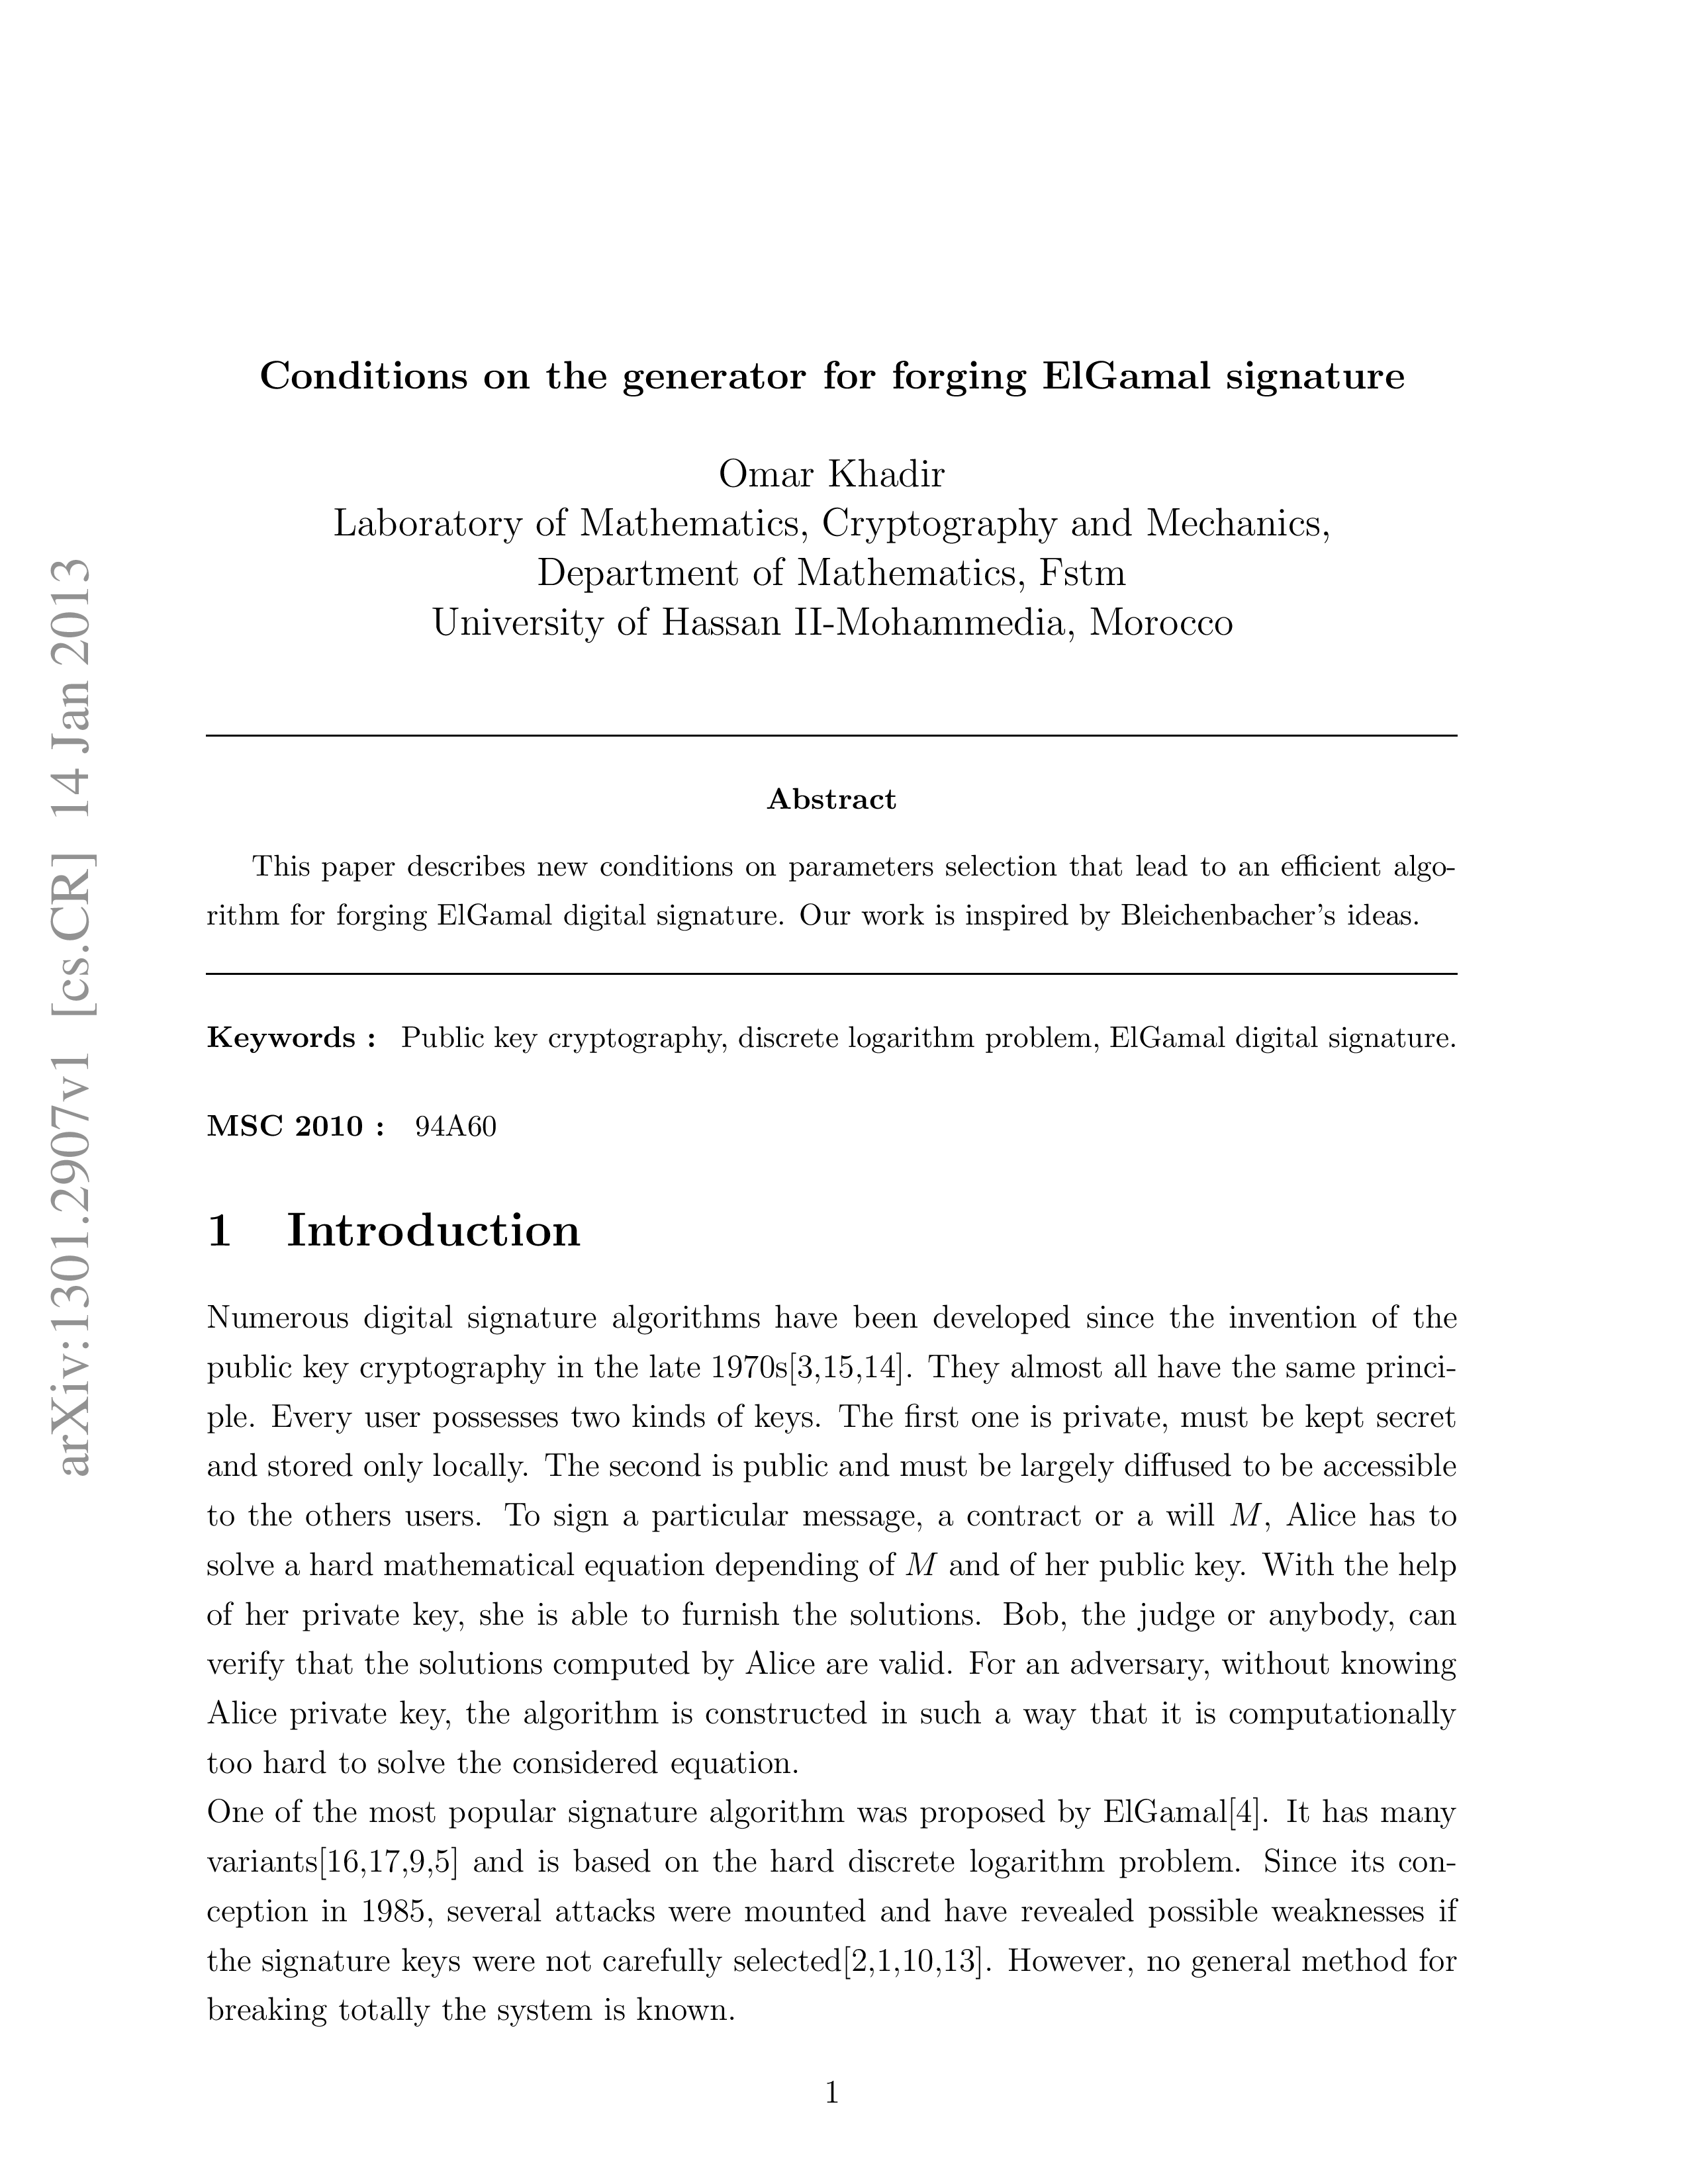 arXiv:1301.2907v1 [cs.CR] 14 Jan 2013
Conditions on the generator for forging ElGamal signature
Omar Khadir
Laboratory of Mathematics, Cryptography and Mechanics,
Department of Mathematics, Fstm
University of Hassan II-Mohammedia, Morocco
Abstract
This paper describes new conditions on parameters selection that lead to an efficient algo-
rithm for forging ElGamal digital signature. Our work is inspired by Bleichenbacher's ideas.
Keywords : Public key cryptography, discrete logarithm problem, ElGamal digital signature.
MSC 2010 : 94A60
1 Introduction
Numerous digital signature algorithms have been developed since the invention of the
public key cryptography in the late 1970s[3,15,14]. They almost all have the same princi-
ple. Every user possesses two kinds of keys. The first one is private, must be kept secret
and stored only locally. The second is public and must be largely diffused to be accessible
to the others users. To sign a particular message, a contract or a will M, Alice has to
solve a hard mathematical equation depending of M and of her public key. With the help
of her private key, she is able to furnish the solutions. Bob, the judge or anybody, can
verify that the solutions computed by Alice are valid. For an adversary, without knowing
Alice private key, the algorithm is constructed in such a way that it is computationally
too hard to solve the considered equation.
One of the most popular signature algorithm was proposed by ElGamal[4]. It has many
variants[16,17,9,5] and is based on the hard discrete logarithm problem. Since its con-
ception in 1985, several attacks were mounted and have revealed possible weaknesses if
the signature keys were not carefully selected[2,1,10,13]. However, no general method for
breaking totally the system is known.
1